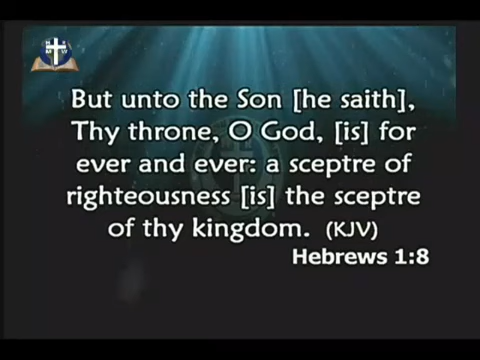 But unto the Son [he saith],
Thy throne, O God, [is] for
ever and ever: a sceptre of
righteousness [is] the sceptre
of thy kingdom. (KJV)
Hebrews 1:8